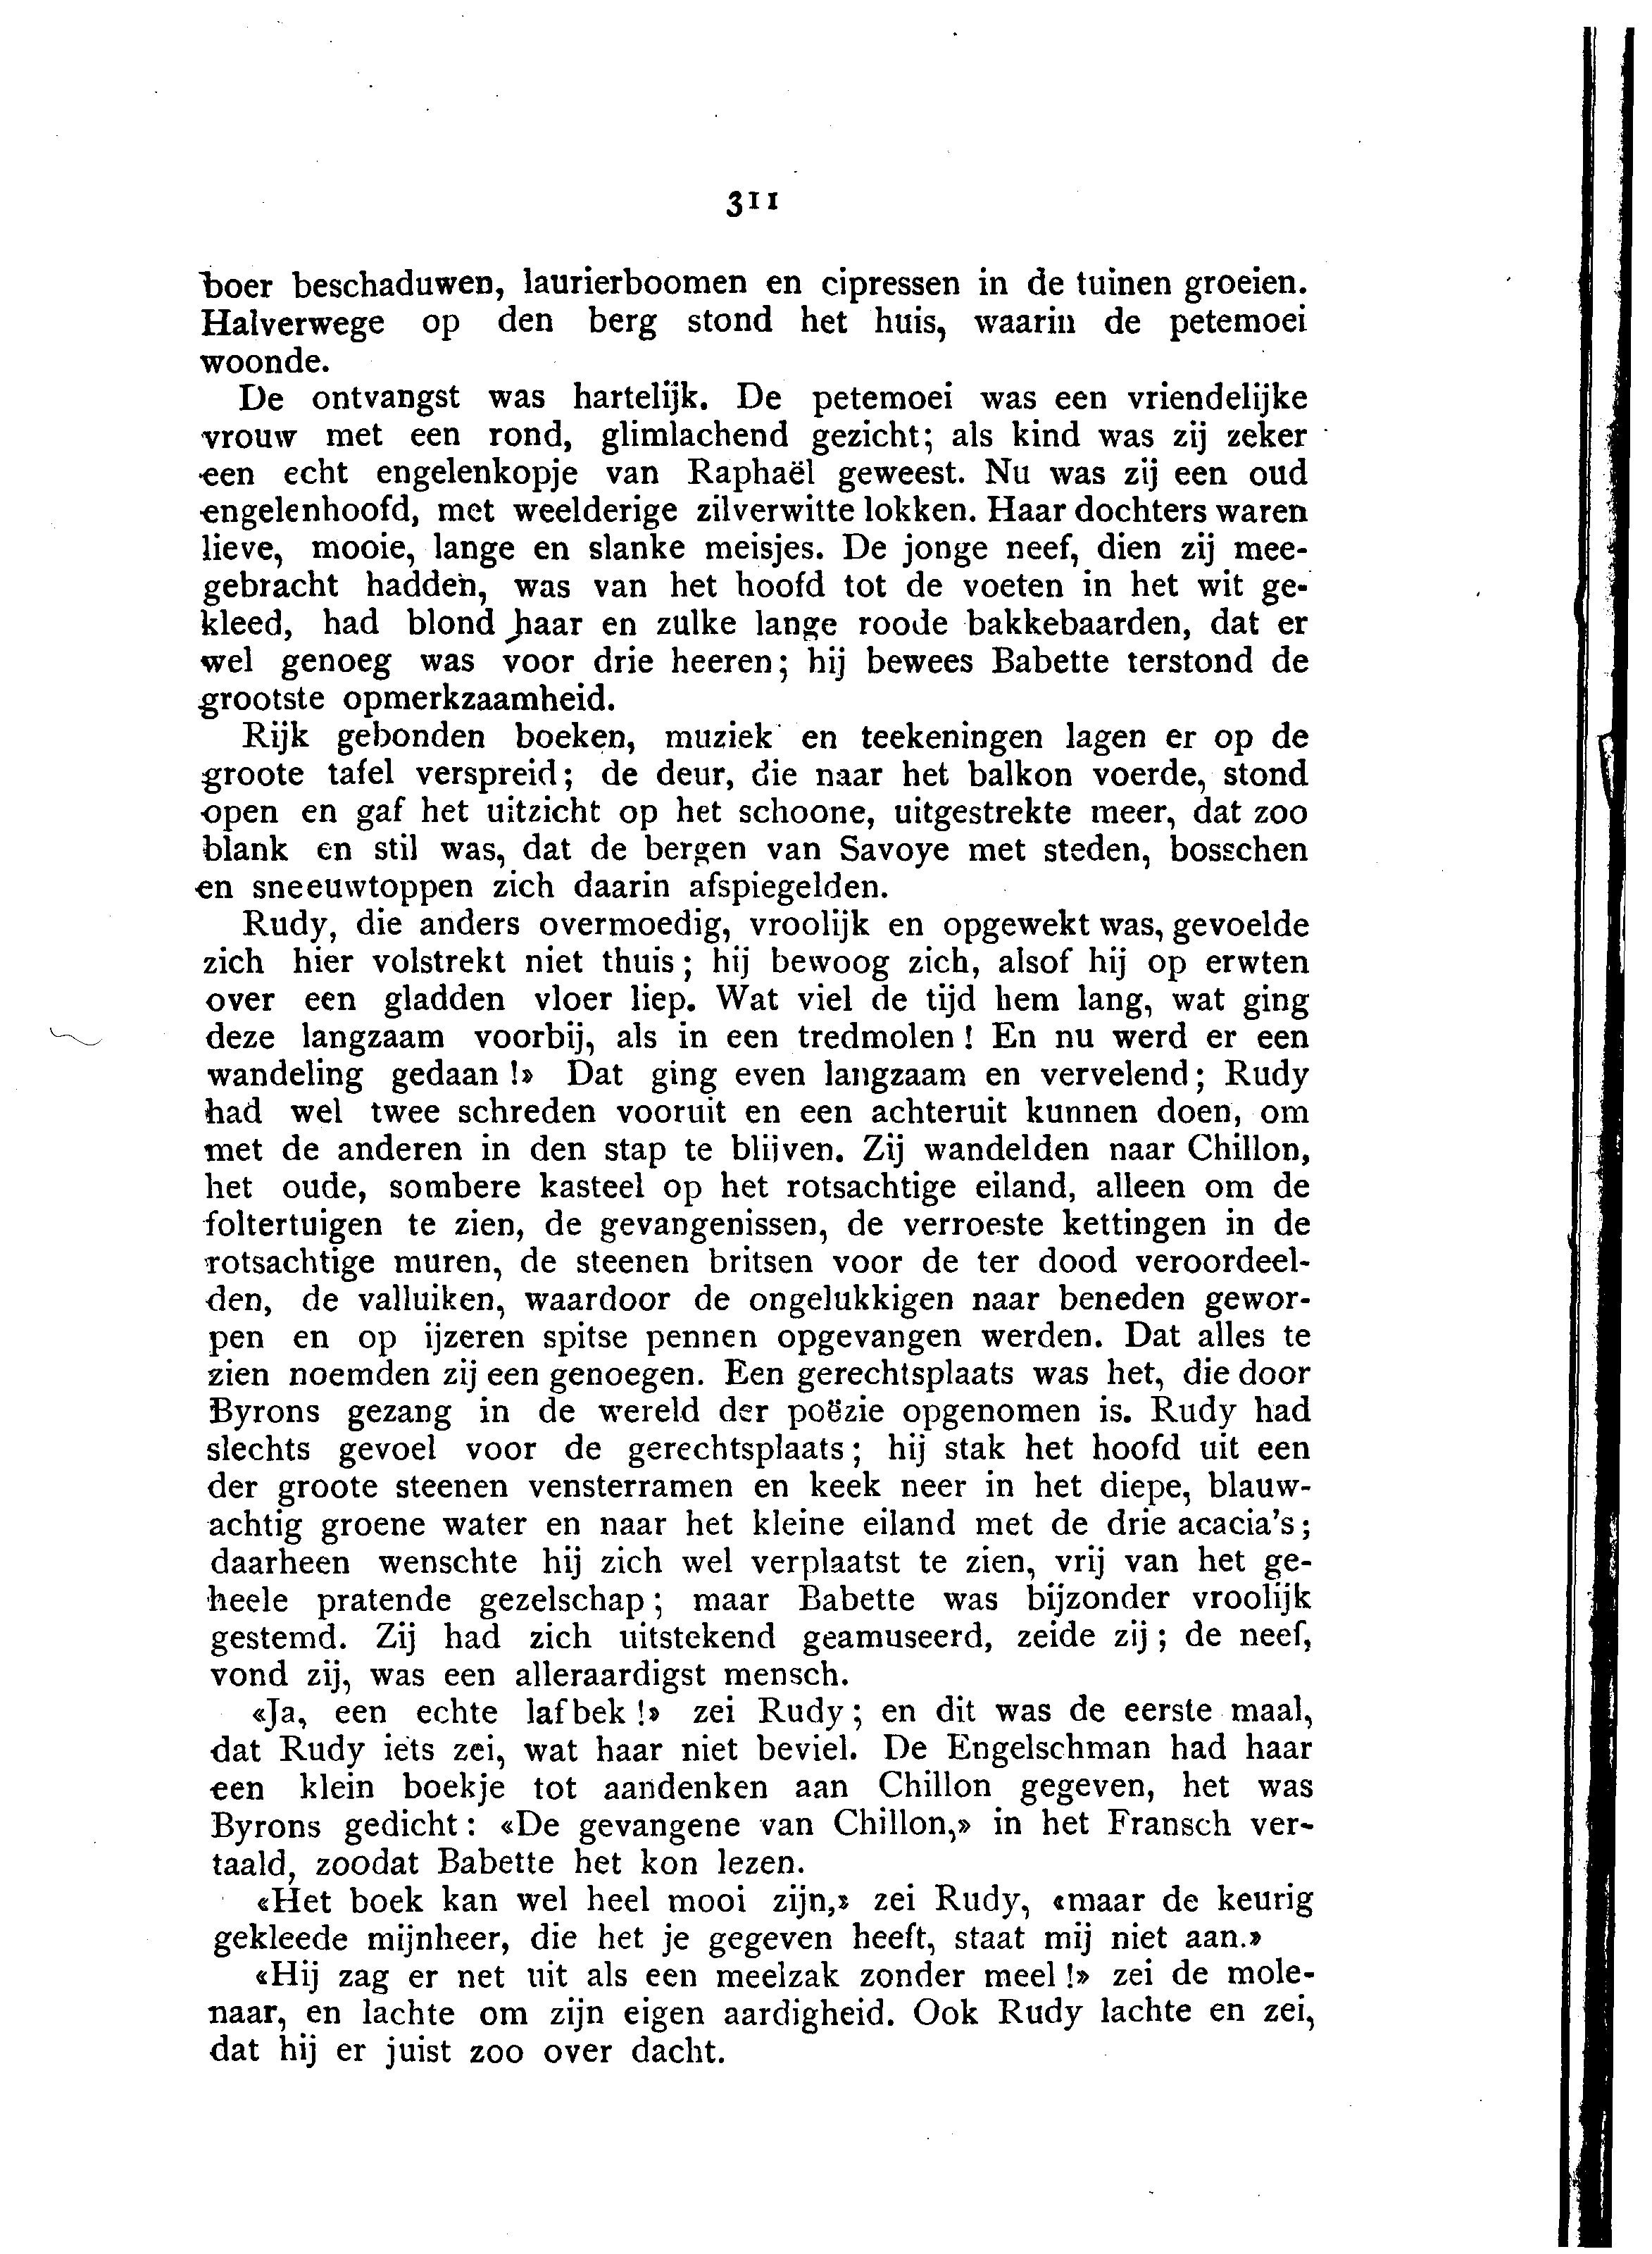 311
boer beschaduwen, laurierboomen en cipressen in de tuinen groeien.
Halverwege op den berg stond het huis, waarin de petemoei
woonde.
De ontvangst was hartelijk. De petemoei was een vriendelijke
vrouw met een rond, glimlachend gezicht; als kind was zij zeker
een echt engelenkopje van Raphaël geweest. Nu was zij een oud
engelenhoofd, met weelderige zilverwitte lokken. Haar dochters waren
lieve, mooie, lange en slanke meisjes. De jonge neef, dien zij mee-
gebracht hadden, was van het hoofd tot de voeten in het wit ge-
kleed, had blond haar en zulke lange roode bakkebaarden, dat er
wel genoeg was voor drie heeren; hij bewees Babette terstond de
grootste opmerkzaamheid.
Rijk gebonden boeken, muziek en teekeningen lagen er op de
groote tafel verspreid; de deur, die naar het balkon voerde, stond
open en gaf het uitzicht op het schoone, uitgestrekte meer, dat zoo
blank en stil was, dat de bergen van Savoye met steden, bosschen
en sneeuwtoppen zich daarin afspiegelden.
Rudy, die anders overmoedig, vroolijk en opgewekt was, gevoelde
zich hier volstrekt niet thuis; hij bewoog zich, alsof hij op erwten
over een gladden vloer liep. Wat viel de tijd hem lang, wat ging
deze langzaam voorbij, als in een tredmolen! En nu werd er een
wandeling gedaan!» Dat ging even langzaam en vervelend; Rudy
had wel twee schreden vooruit en een achteruit kunnen doen, om
met de anderen in den stap te blijven. Zij wandelden naar Chillon,
het oude, sombere kasteel op het rotsachtige eiland, alleen om de
foltertuigen te zien, de gevangenissen, de verroeste kettingen in de
rotsachtige muren, de steenen britsen voor de ter dood veroordeel-
den, de valluiken, waardoor de ongelukkigen naar beneden gewor-
pen en op ijzeren spitse pennen opgevangen werden. Dat alles te
zien noemden zij een genoegen. Een gerechtsplaats was het, die door
Byrons gezang in de wereld der poëzie opgenomen is. Rudy had
slechts gevoel voor de gerechtsplaats; hij stak het hoofd uit een
der groote steenen vensterramen en keek neer in het diepe, blauw-
achtig groene water en naar het kleine eiland met de drie acacia's;
daarheen wenschte hij zich wel verplaatst te zien, vrij van het ge-
heele pratende gezelschap; maar Babette was bijzonder vroolijk
gestemd. Zij had zich uitstekend geamuseerd, zeide zij; de neef,
vond zij, was een alleraardigst mensch.
«Ja, een echte lafbek!» zei Rudy; en dit was de eerste maal,
dat Rudy iets zei, wat haar niet beviel. De Engelschman had haar
een klein boekje tot aandenken aan Chillon gegeven, het was
Byrons gedicht: «De gevangene van Chillon,» in het Fransch ver-
taald, zoodat Babette het kon lezen.
«Het boek kan wel heel mooi zijn,» zei Rudy, «maar de keurig
gekleede mijnheer, die het je gegeven heeft, staat mij niet aan.»
«Hij zag er net uit als een meelzak zonder meel!» zei de mole-
naar, en lachte om zijn eigen aardigheid. Ook Rudy lachte en zei,
dat hij er juist zoo over dacht.